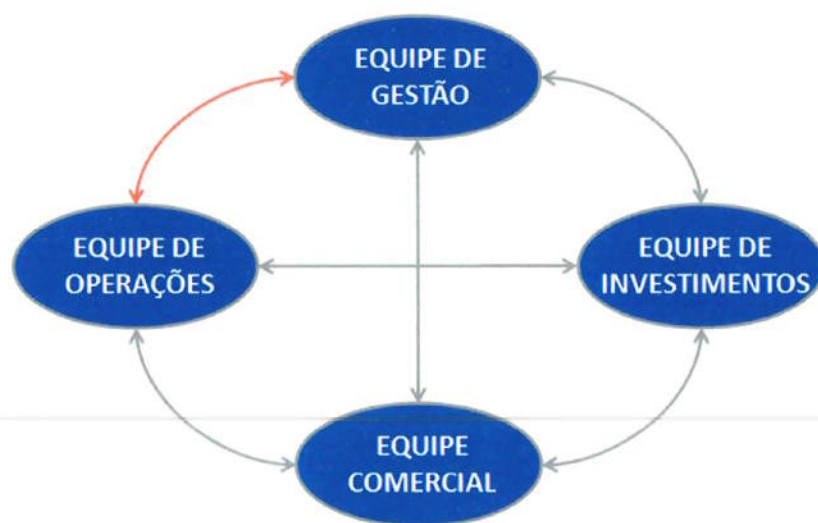 EQUIPE DE
GESTÃO
EQUIPE DE
OPERAÇÕES
EQUIPE DE
INVESTIMENTOS
EQUIPE
COMERCIAL